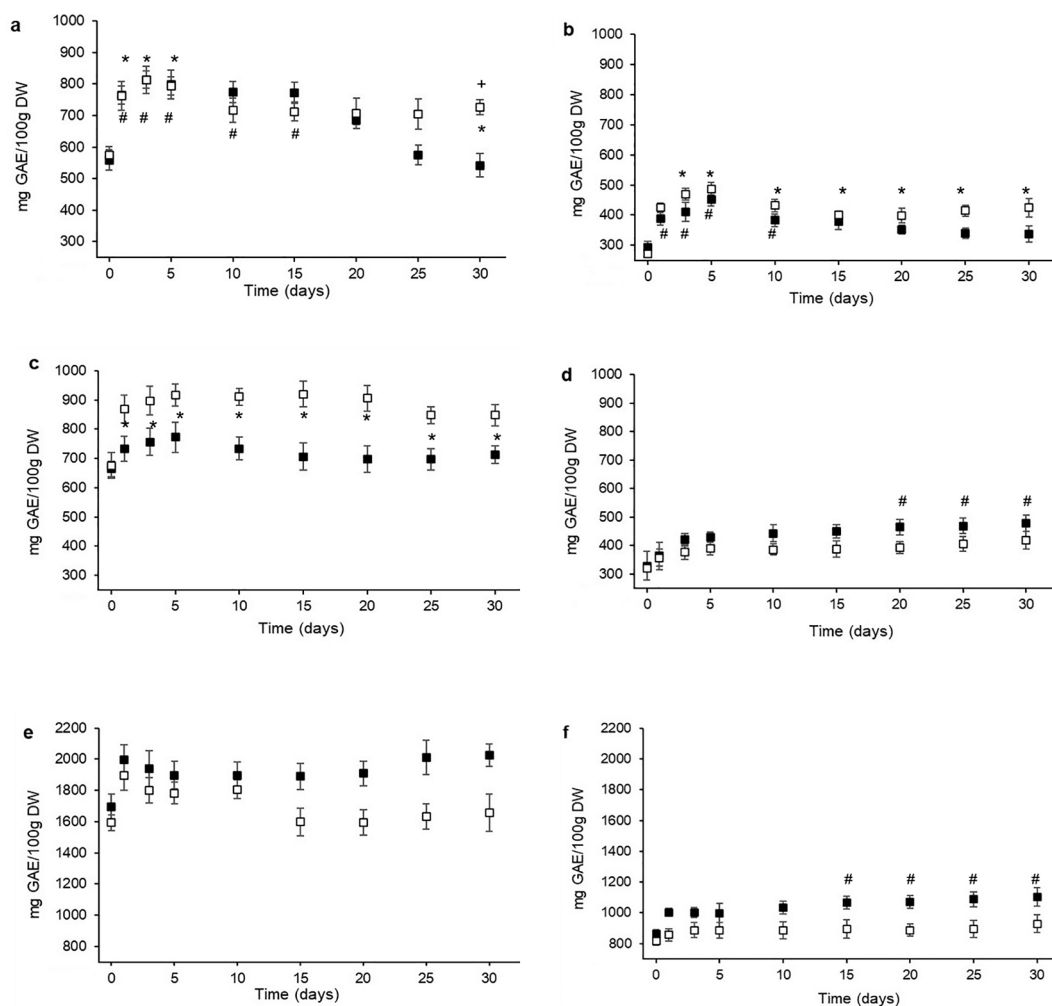 a
mg GAE/100g DW
1000
900
800
700
600
500
400
300
* * *
# # # # #
+
*
0 5 10 15 20 25 30
Time (days)
b
mg GAE/100g DW
1000
900
800
700
600
500
400
300
* * * * * * *
# # # #
0 5 10 15 20 25 30
Time (days)
c
mg GAE/100g DW
1000
900
800
700
600
500
400
300
* * * * * * * *
0 5 10 15 20 25 30
Time (days)
d
mg GAE/100g DW
1000
900
800
700
600
500
400
300
# # #
0 5 10 15 20 25 30
Time (days)
e
mg GAE/100g DW
2200
2000
1800
1600
1400
1200
1000
800
0 5 10 15 20 25 30
Time (days)
f
mg GAE/100g DW
2200
2000
1800
1600
1400
1200
1000
800
# # # #
0 5 10 15 20 25 30
Time (days)